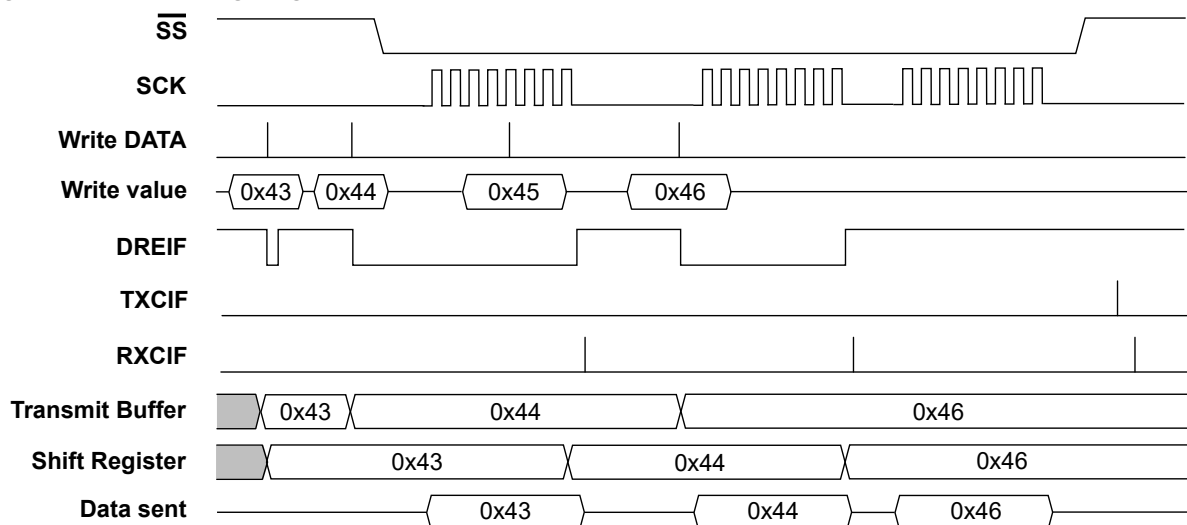 SS
SCK
Write DATA
Write value 0x43 0x44 0x45 0x46
DREIF
TXCIF
RXCIF
Transmit Buffer 0x43 0x44 0x46
Shift Register 0x43 0x44 0x46
Data sent 0x43 0x44 0x46